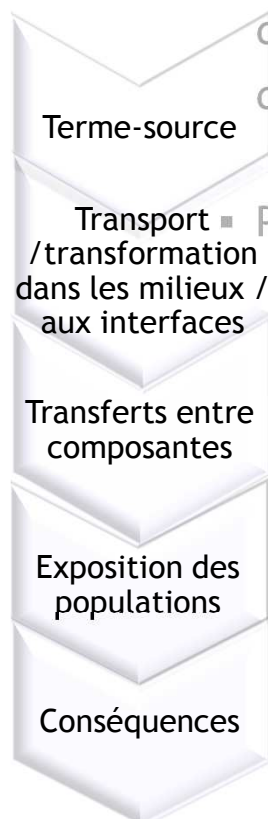 Terme-source
Transport
/transformation
dans les milieux /
aux interfaces
Transferts entre
composantes
Exposition des
populations
Conséquences